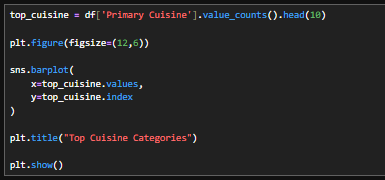 top_cuisine = df['Primary Cuisine'].value_counts().head(10)
plt.figure(figsize=(12,6))
sns.barplot(
    x=top_cuisine.values,
    y=top_cuisine.index
)
plt.title("Top Cuisine Categories")
plt.show()